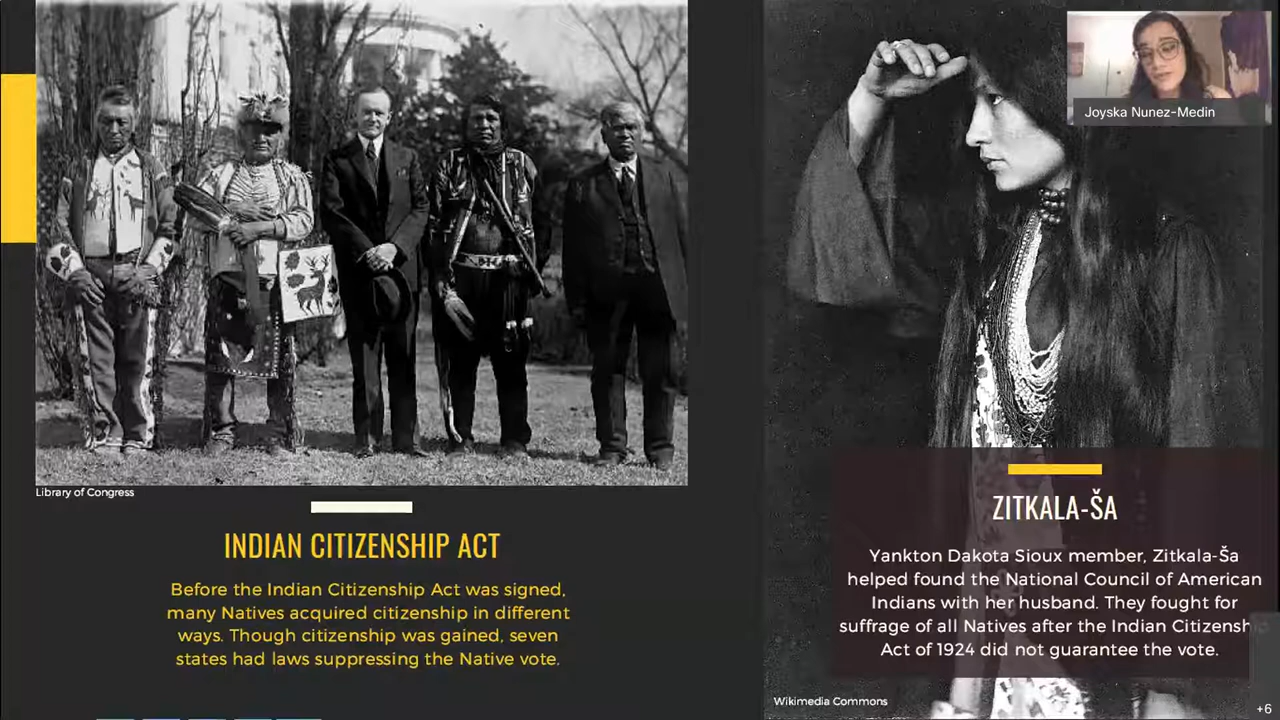 Joyska Nunez-Medin
Library of Congress
INDIAN CITIZENSHIP ACT
Before the Indian Citizenship Act was signed,
many Natives acquired citizenship in different
ways. Though citizenship was gained, seven
states had laws suppressing the Native vote.
ZITKALA-ŠA
Yankton Dakota Sioux member, Zitkala-Ša
helped found the National Council of American
Indians with her husband. They fought for
suffrage of all Natives after the Indian Citizensh
Act of 1924 did not guarantee the vote.
Wikimedia Commons
+6